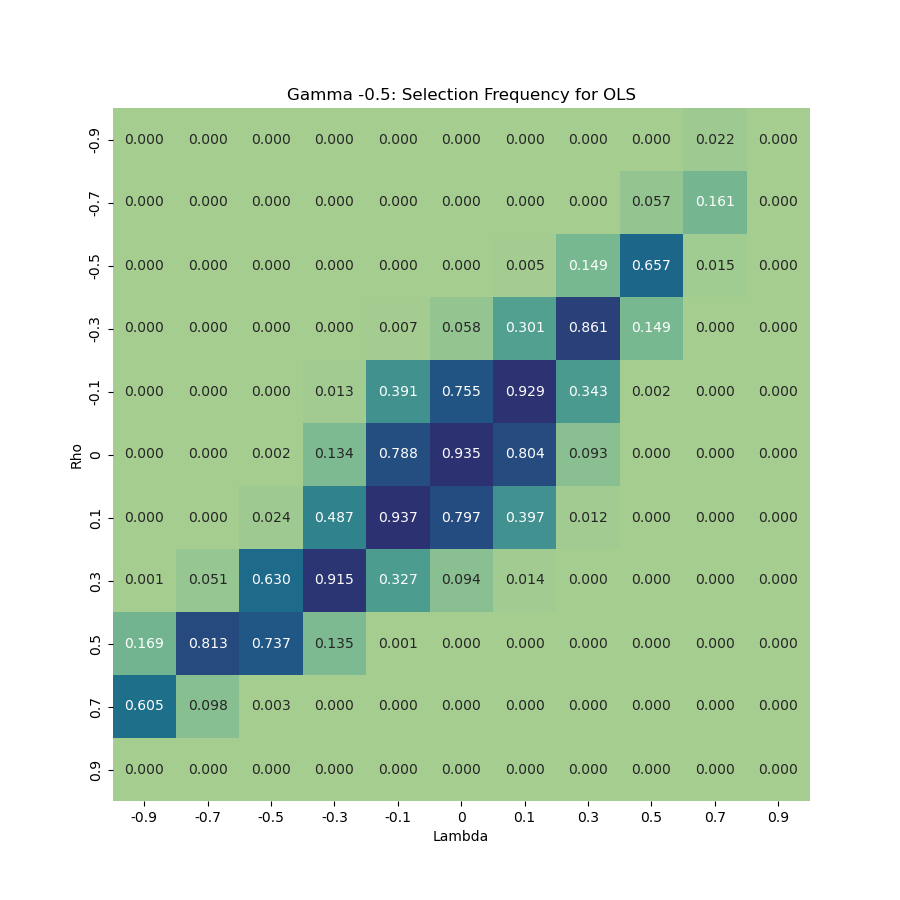 Gamma -0.5: Selection Frequency for OLS
-0.9 0.000 0.000 0.000 0.000 0.000 0.000 0.000 0.000 0.000 0.022 0.000
-0.7 0.000 0.000 0.000 0.000 0.000 0.000 0.000 0.000 0.057 0.161 0.000
-0.5 0.000 0.000 0.000 0.000 0.000 0.000 0.005 0.149 0.657 0.015 0.000
-0.3 0.000 0.000 0.000 0.000 0.007 0.058 0.301 0.861 0.149 0.000 0.000
-0.1 0.000 0.000 0.000 0.013 0.391 0.755 0.929 0.343 0.002 0.000 0.000
Rho
0 0.000 0.000 0.002 0.134 0.788 0.935 0.804 0.093 0.000 0.000 0.000
0.1 0.000 0.000 0.024 0.487 0.937 0.797 0.397 0.012 0.000 0.000 0.000
0.3 0.001 0.051 0.630 0.915 0.327 0.094 0.014 0.000 0.000 0.000 0.000
0.5 0.169 0.813 0.737 0.135 0.001 0.000 0.000 0.000 0.000 0.000 0.000
0.7 0.605 0.098 0.003 0.000 0.000 0.000 0.000 0.000 0.000 0.000 0.000
0.9 0.000 0.000 0.000 0.000 0.000 0.000 0.000 0.000 0.000 0.000 0.000
-0.9 -0.7 -0.5 -0.3 -0.1 0 0.1 0.3 0.5 0.7 0.9
Lambda